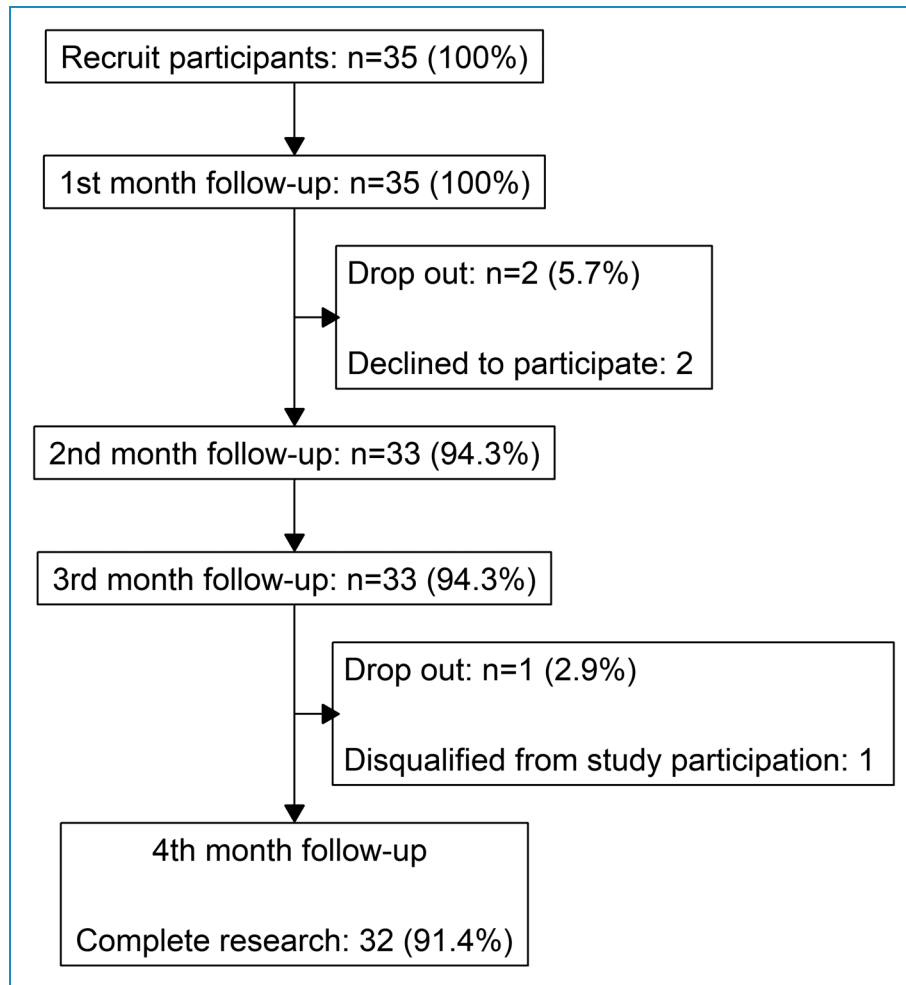 Recruit participants: n=35 (100%)
1st month follow-up: n=35 (100%)
Drop out: n=2 (5.7%)
Declined to participate: 2
2nd month follow-up: n=33 (94.3%)
3rd month follow-up: n=33 (94.3%)
Drop out: n=1 (2.9%)
Disqualified from study participation: 1
4th month follow-up
Complete research: 32 (91.4%)